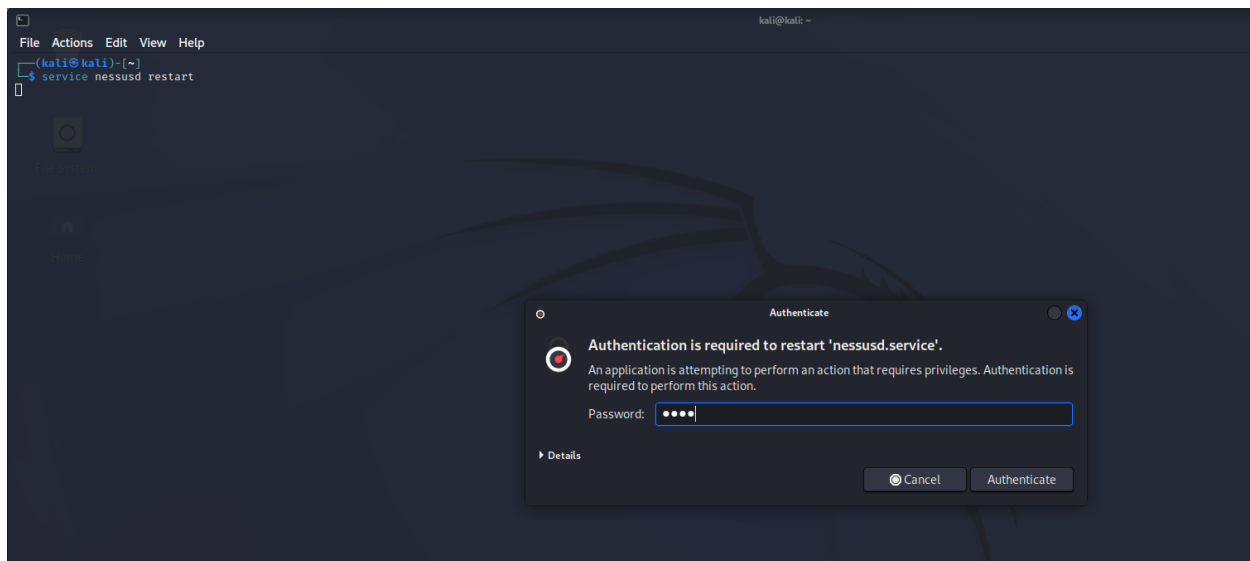 kali@kali: ~
File Actions Edit View Help
┌──(kali㉿kali)-[~]
└─$ service nessusd restart
Home
Authenticate
Authentication is required to restart 'nessusd.service'.
An application is attempting to perform an action that requires privileges. Authentication is
required to perform this action.
Password: ●●●●
Details
Cancel Authenticate